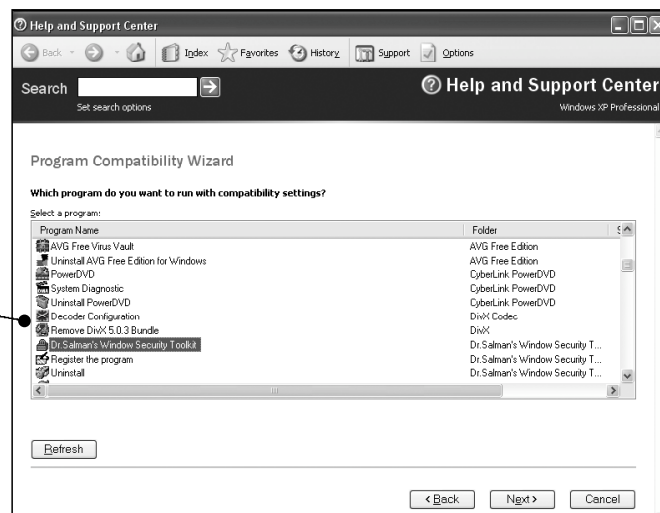 Help and Support Center
Back Index Favorites History Support Options
Search
Set search options
Help and Support Center
Windows XP Professional
Program Compatibility Wizard
Which program do you want to run with compatibility settings?
Select a program:
Program Name Folder S
AVG Free Virus Vault AVG Free Edition
Uninstall AVG Free Edition for Windows AVG Free Edition
PowerDVD CyberLink PowerDVD
System Diagnostic CyberLink PowerDVD
Uninstall PowerDVD CyberLink PowerDVD
Decoder Configuration DivX Codec
Remove DivX 5.0.3 Bundle DivX
Dr.Salman's Window Security Toolkit Dr.Salman's Window Security T...
Register the program Dr.Salman's Window Security T...
Uninstall Dr.Salman's Window Security T...
Refresh
< Back Next > Cancel